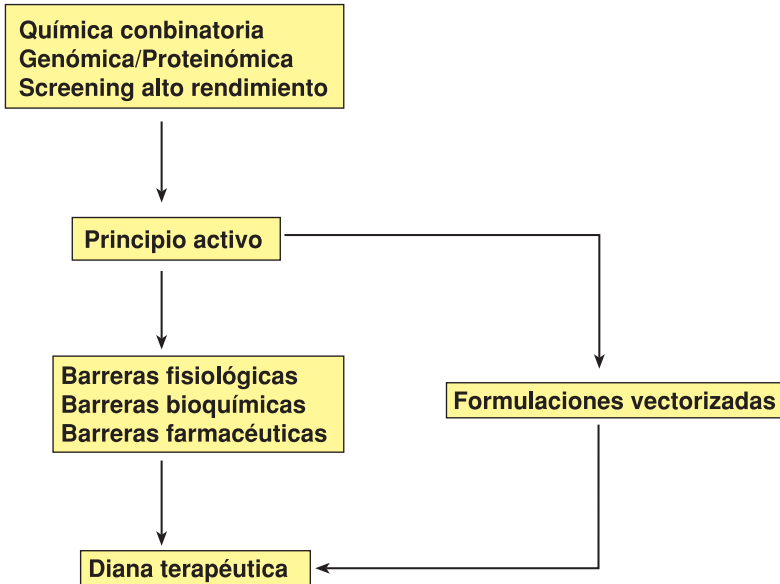 Química conbinatoria
Genómica/Proteinómica
Screening alto rendimiento
Principio activo
Barreras fisiológicas
Barreras bioquímicas
Barreras farmacéuticas
Formulaciones vectorizadas
Diana terapéutica